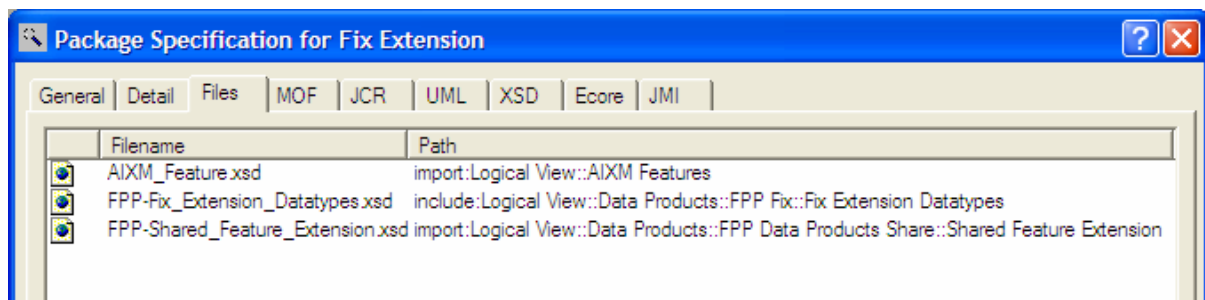 Package Specification for Fix Extension
General Detail Files MOF JCR UML XSD Ecore JMI
Filename Path
AIXM_Feature.xsd import:Logical View::AIXM Features
FPP-Fix_Extension_Datatypes.xsd include:Logical View::Data Products::FPP Fix::Fix Extension Datatypes
FPP-Shared_Feature_Extension.xsd import:Logical View::Data Products::FPP Data Products Share::Shared Feature Extension